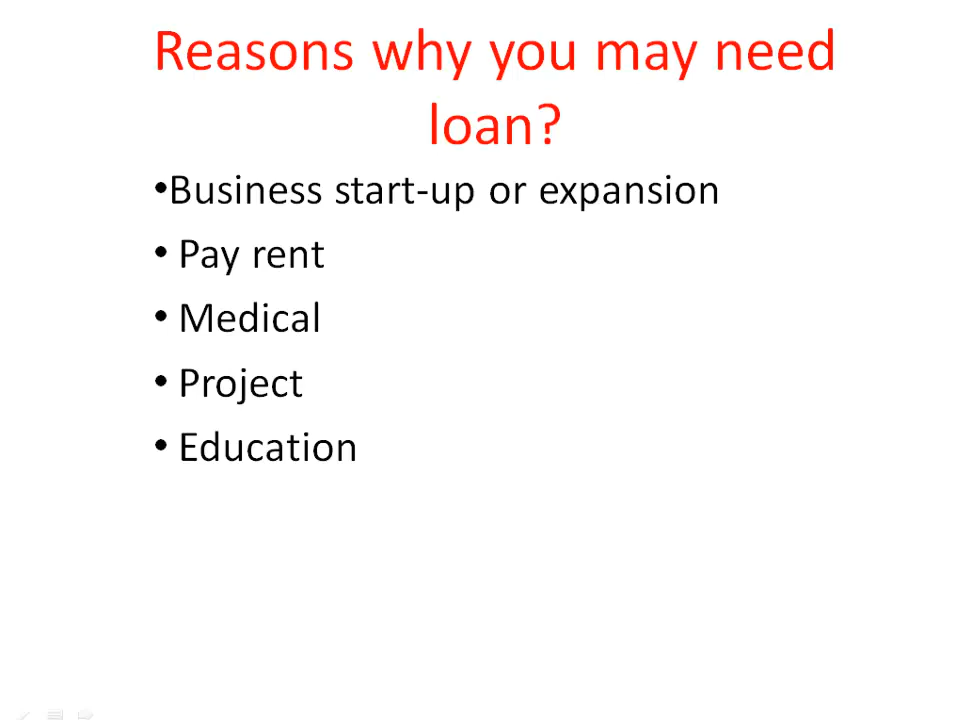 Reasons why you may need
loan?
•Business start-up or expansion
• Pay rent
• Medical
• Project
• Education